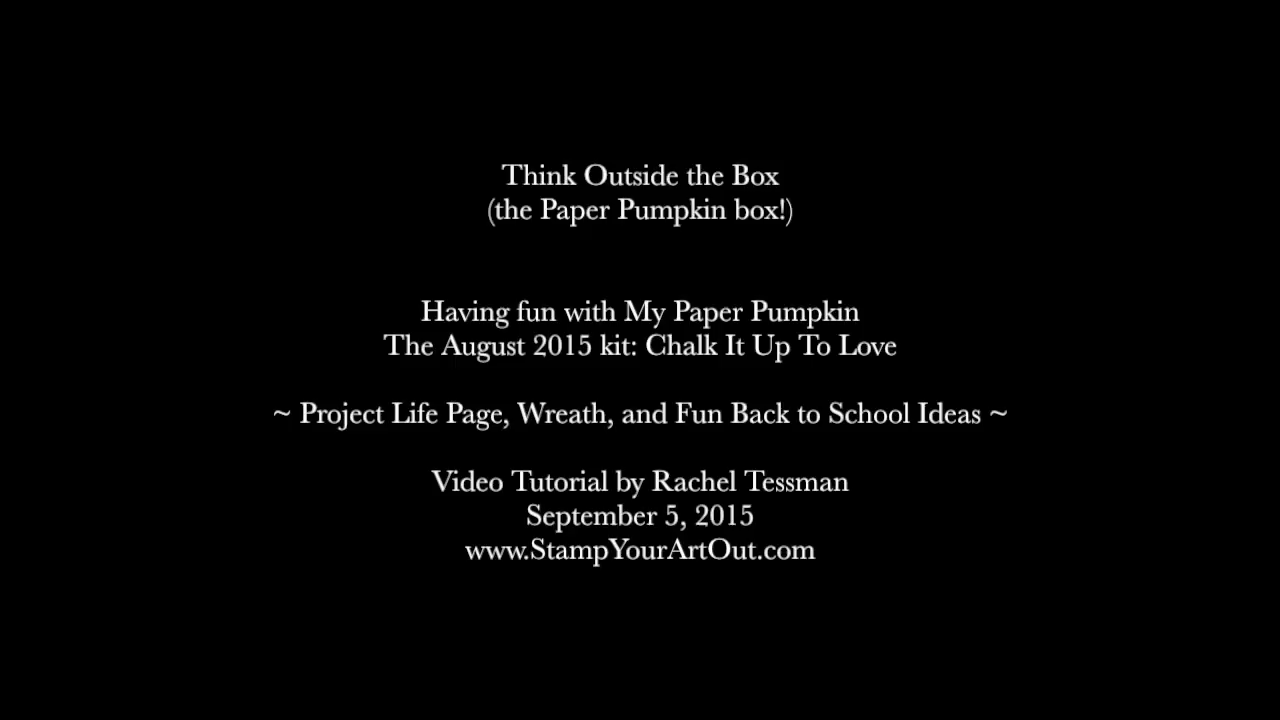 Think Outside the Box
(the Paper Pumpkin box!)
Having fun with My Paper Pumpkin
The August 2015 kit: Chalk It Up To Love
~ Project Life Page, Wreath, and Fun Back to School Ideas ~
Video Tutorial by Rachel Tessman
September 5, 2015
www.StampYourArtOut.com